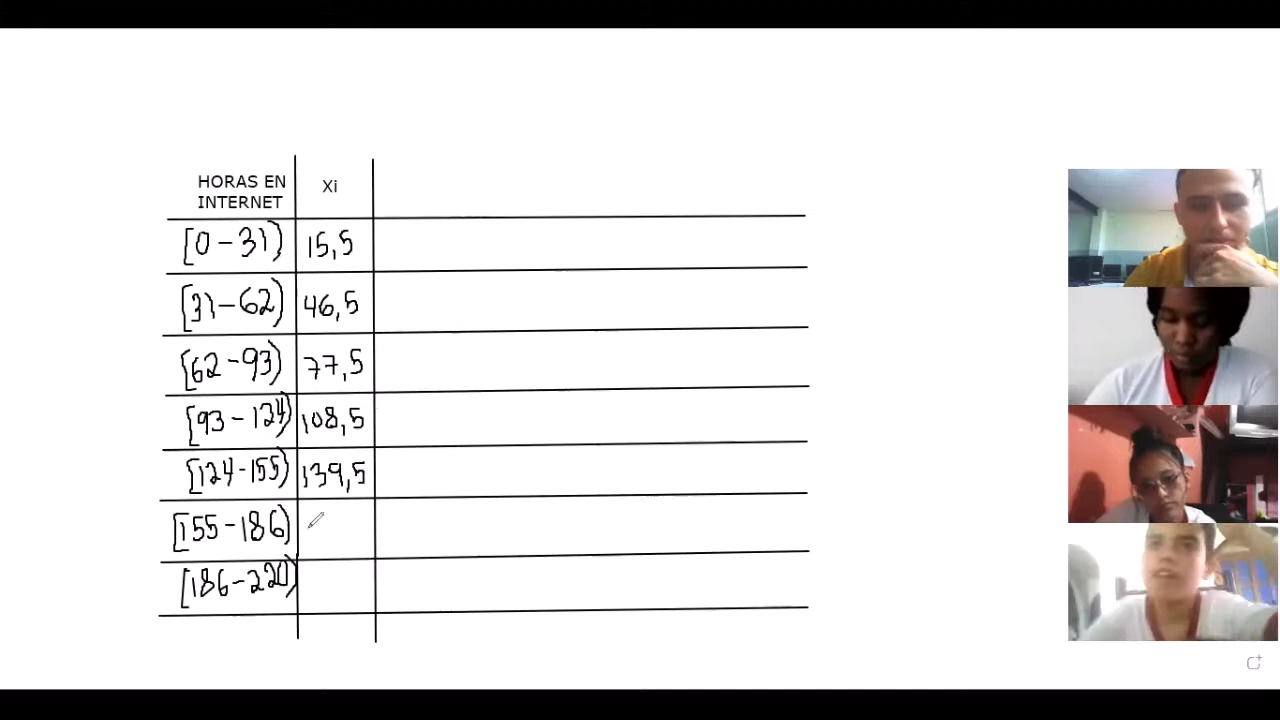 HORAS EN
INTERNET
Xi
[0-31) 15,5
[31-62) 46,5
[62-93) 77,5
[93-124) 108,5
[124-155) 139,5
[155-186)
[186-220)